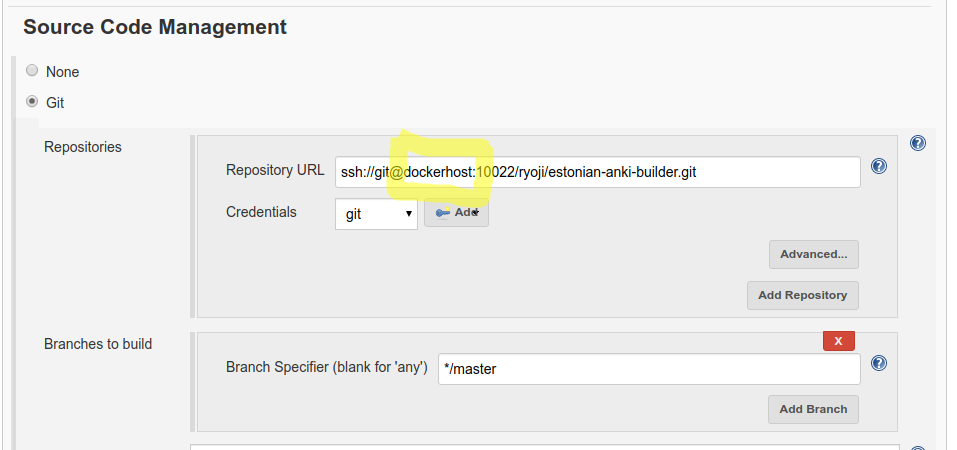 Source Code Management
None
Git
Repositories
Repository URL ssh://git@dockerhost:10022/ryoji/estonian-anki-builder.git
Credentials git Add
Advanced...
Add Repository
Branches to build
X
Branch Specifier (blank for 'any') */master
Add Branch